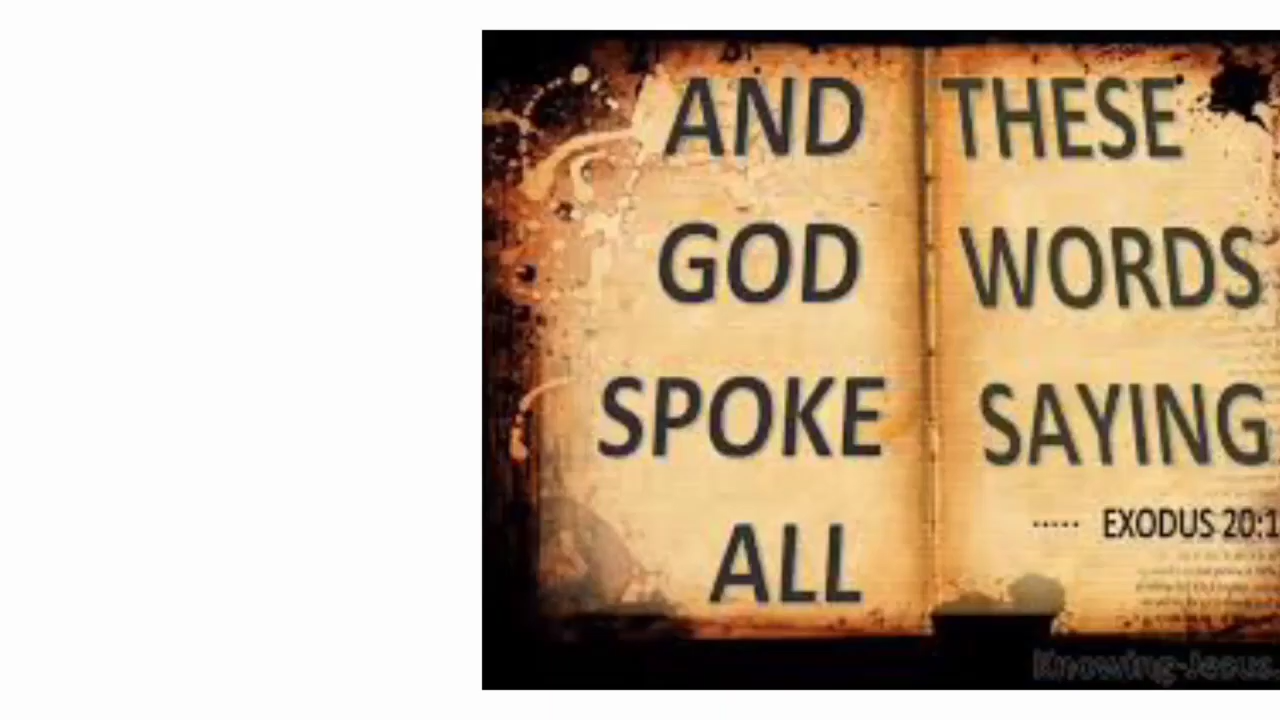 AND
GOD
SPOKE
ALL
THESE
WORDS
SAYING
..... EXODUS 20:1
Knowing-Jesus.